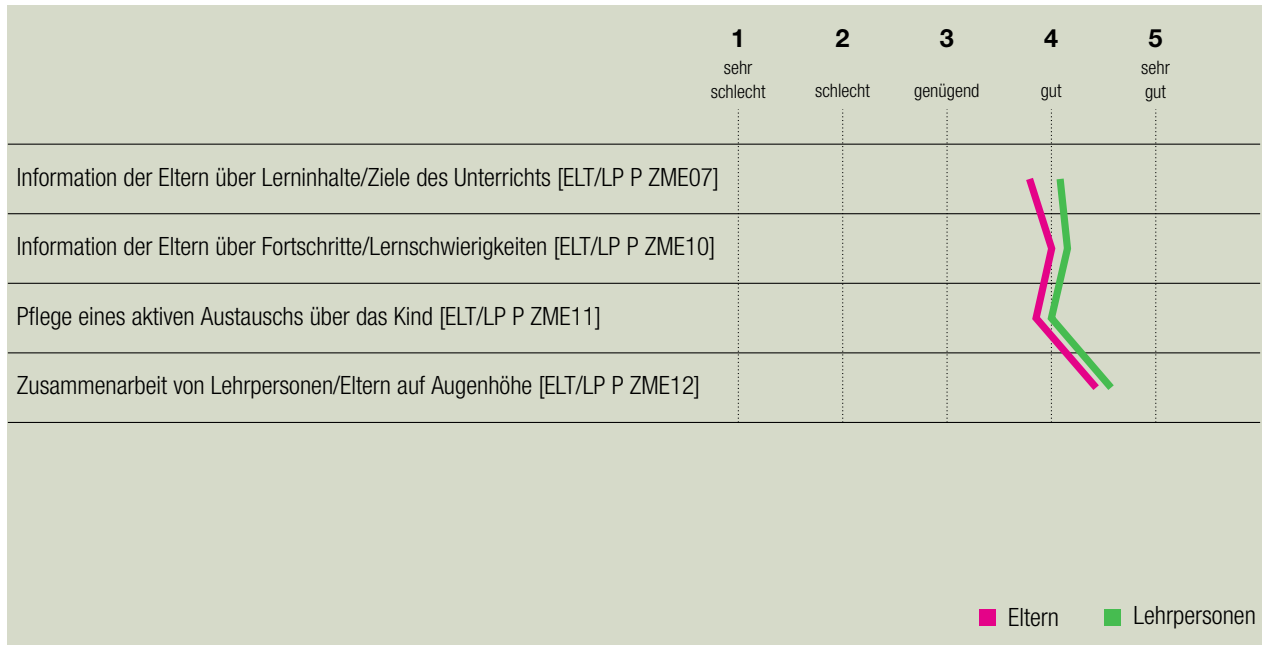 1 2 3 4 5
sehr schlecht schlecht genügend gut sehr gut
Information der Eltern über Lerninhalte/Ziele des Unterrichts [ELT/LP P ZME07]
Information der Eltern über Fortschritte/Lernschwierigkeiten [ELT/LP P ZME10]
Pflege eines aktiven Austauschs über das Kind [ELT/LP P ZME11]
Zusammenarbeit von Lehrpersonen/Eltern auf Augenhöhe [ELT/LP P ZME12]
Eltern Lehrpersonen